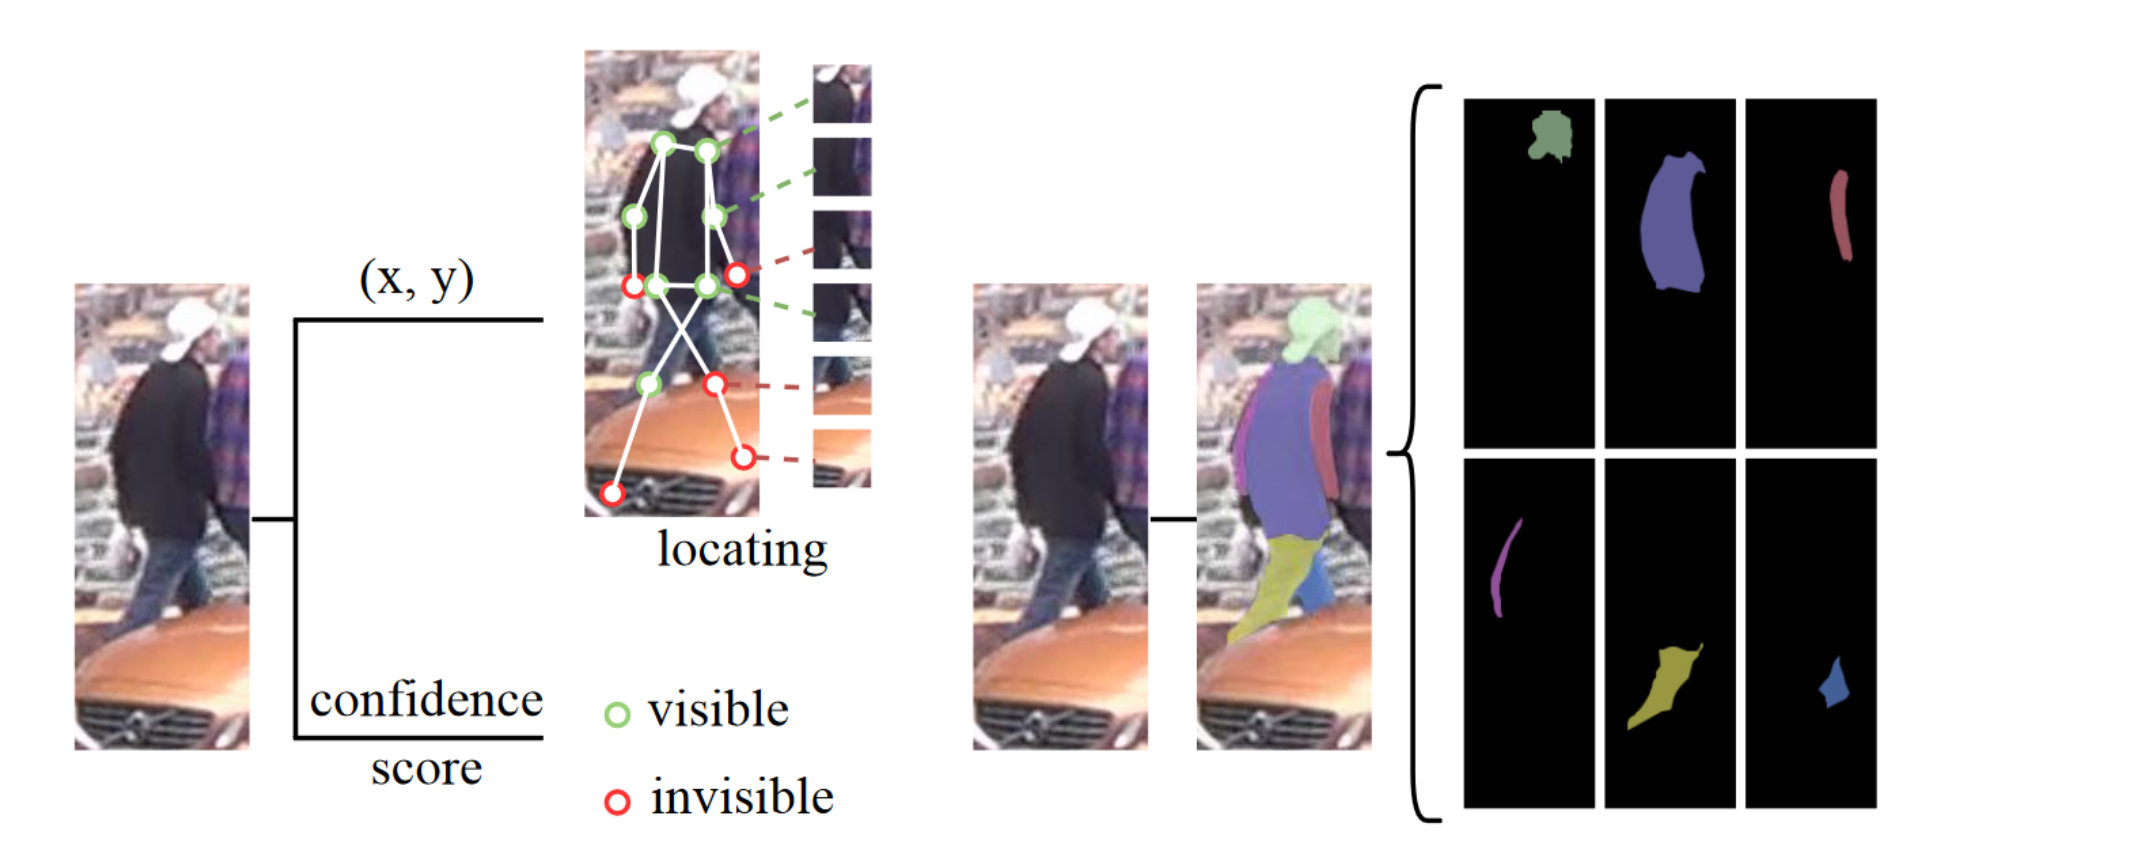 (x, y)
locating
confidence
score
visible
invisible